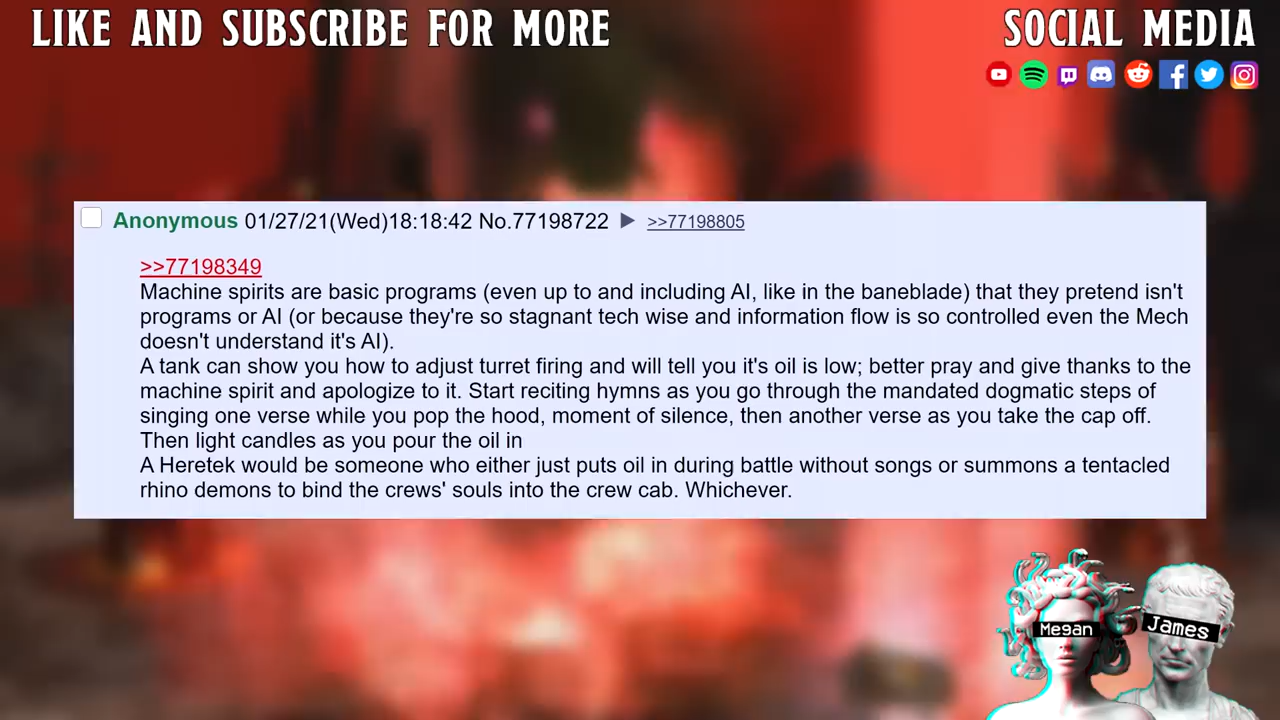 LIKE AND SUBSCRIBE FOR MORE
SOCIAL MEDIA
Anonymous 01/27/21(Wed)18:18:42 No.77198722 ▶ >>77198805
>>77198349
Machine spirits are basic programs (even up to and including AI, like in the baneblade) that they pretend isn't
programs or AI (or because they're so stagnant tech wise and information flow is so controlled even the Mech
doesn't understand it's AI).
A tank can show you how to adjust turret firing and will tell you it's oil is low; better pray and give thanks to the
machine spirit and apologize to it. Start reciting hymns as you go through the mandated dogmatic steps of
singing one verse while you pop the hood, moment of silence, then another verse as you take the cap off.
Then light candles as you pour the oil in
A Heretek would be someone who either just puts oil in during battle without songs or summons a tentacled
rhino demons to bind the crews' souls into the crew cab. Whichever.
Megan
James